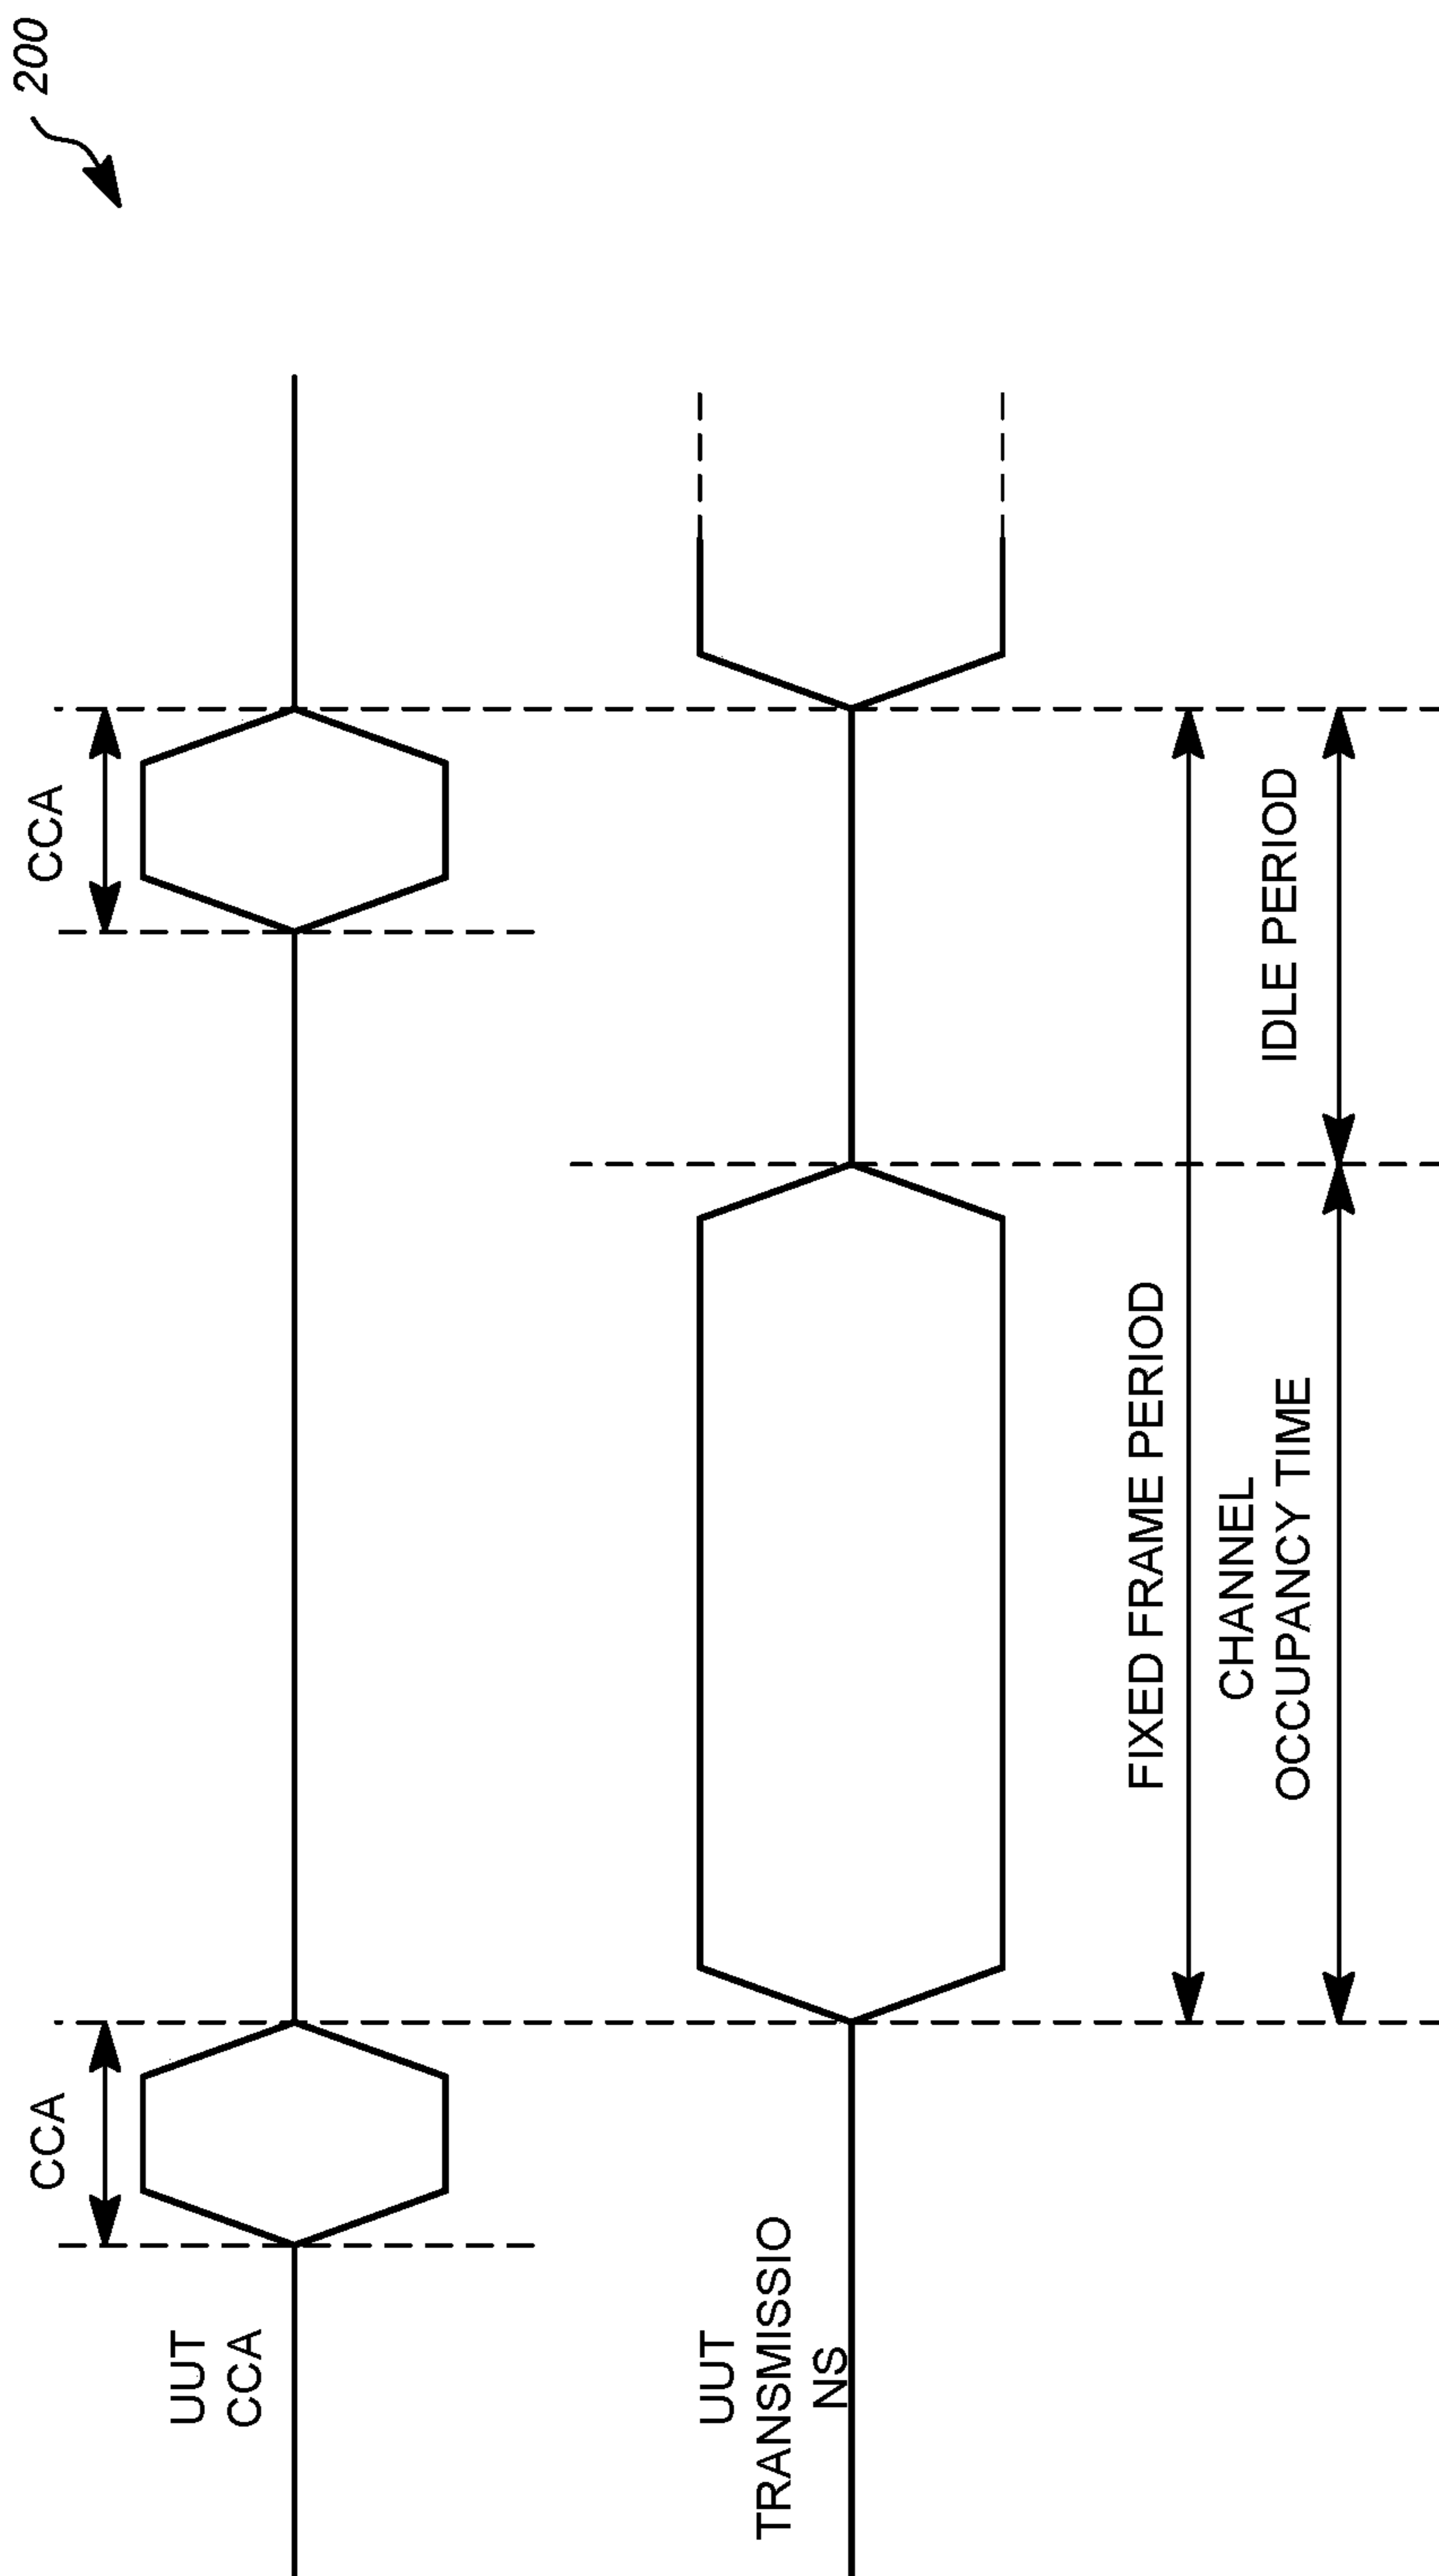 200
CCA
CCA
UUT
CCA
UUT
TRANSMISSIO
NS
FIXED FRAME PERIOD
CHANNEL
OCCUPANCY TIME
IDLE PERIOD